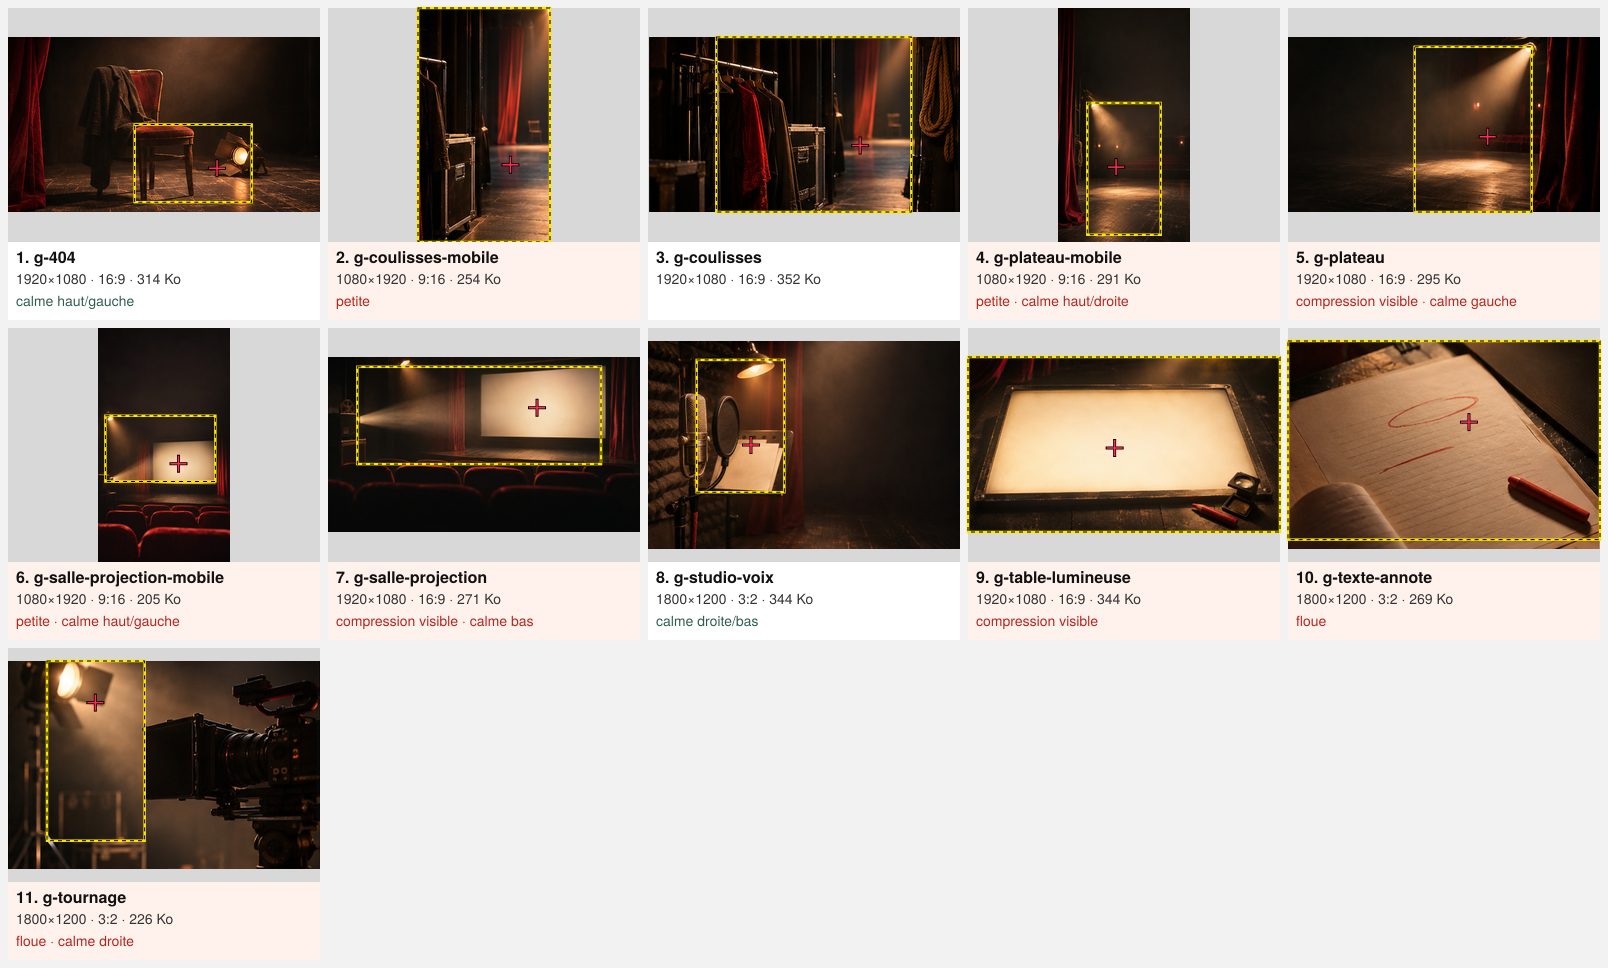 1. g-404
1920×1080 · 16:9 · 314 Ko
calme haut/gauche
2. g-coulisses-mobile
1080×1920 · 9:16 · 254 Ko
petite
3. g-coulisses
1920×1080 · 16:9 · 352 Ko
4. g-plateau-mobile
1080×1920 · 9:16 · 291 Ko
petite · calme haut/droite
5. g-plateau
1920×1080 · 16:9 · 295 Ko
compression visible · calme gauche
6. g-salle-projection-mobile
1080×1920 · 9:16 · 205 Ko
petite · calme haut/gauche
7. g-salle-projection
1920×1080 · 16:9 · 271 Ko
compression visible · calme bas
8. g-studio-voix
1800×1200 · 3:2 · 344 Ko
calme droite/bas
9. g-table-lumineuse
1920×1080 · 16:9 · 344 Ko
compression visible
10. g-texte-annote
1800×1200 · 3:2 · 269 Ko
floue
11. g-tournage
1800×1200 · 3:2 · 226 Ko
floue · calme droite